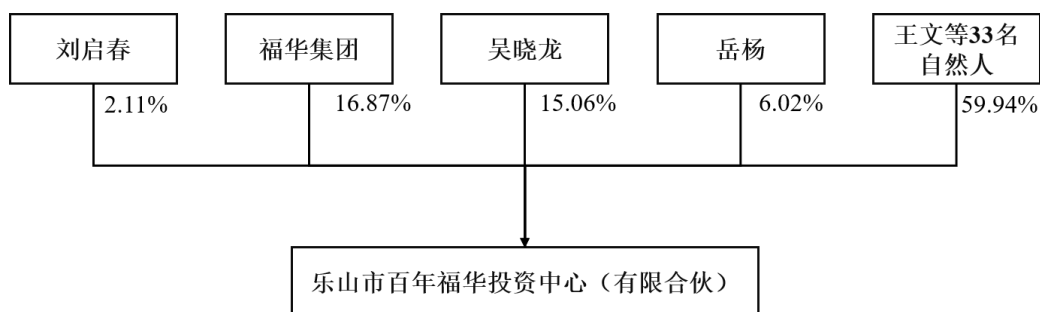 刘启春
福华集团
吴晓龙
岳杨
王文等33名
自然人
2.11%
16.87%
15.06%
6.02%
59.94%
乐山市百年福华投资中心（有限合伙）